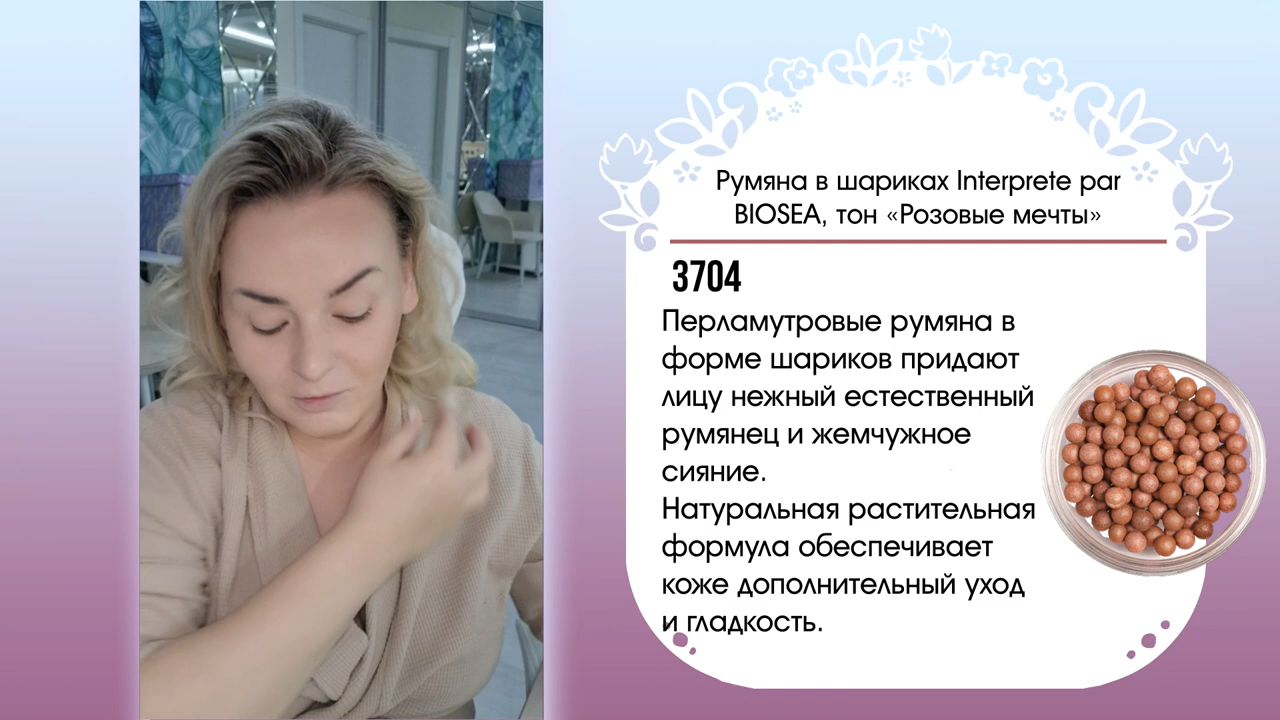 Румяна в шариках Interprete par
BIOSEA, тон «Розовые мечты»
3704
Перламутровые румяна в
форме шариков придают
лицу нежный естественный
румянец и жемчужное
сияние.
Натуральная растительная
формула обеспечивает
коже дополнительный уход
и гладкость.